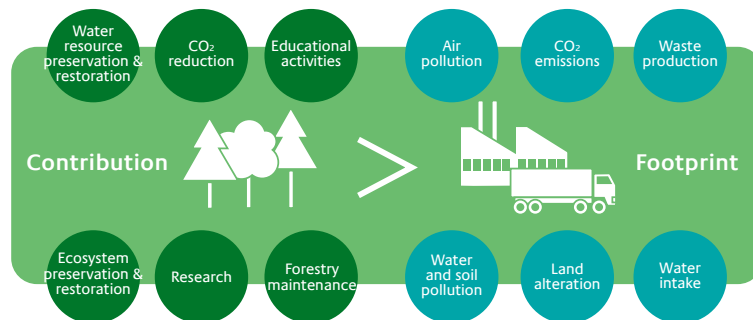 Water
resource
preservation &
restoration
CO₂
reduction
Educational
activities
Air
pollution
CO₂
emissions
Waste
production
Contribution
>
Footprint
Ecosystem
preservation &
restoration
Research
Forestry
maintenance
Water
and soil
pollution
Land
alteration
Water
intake